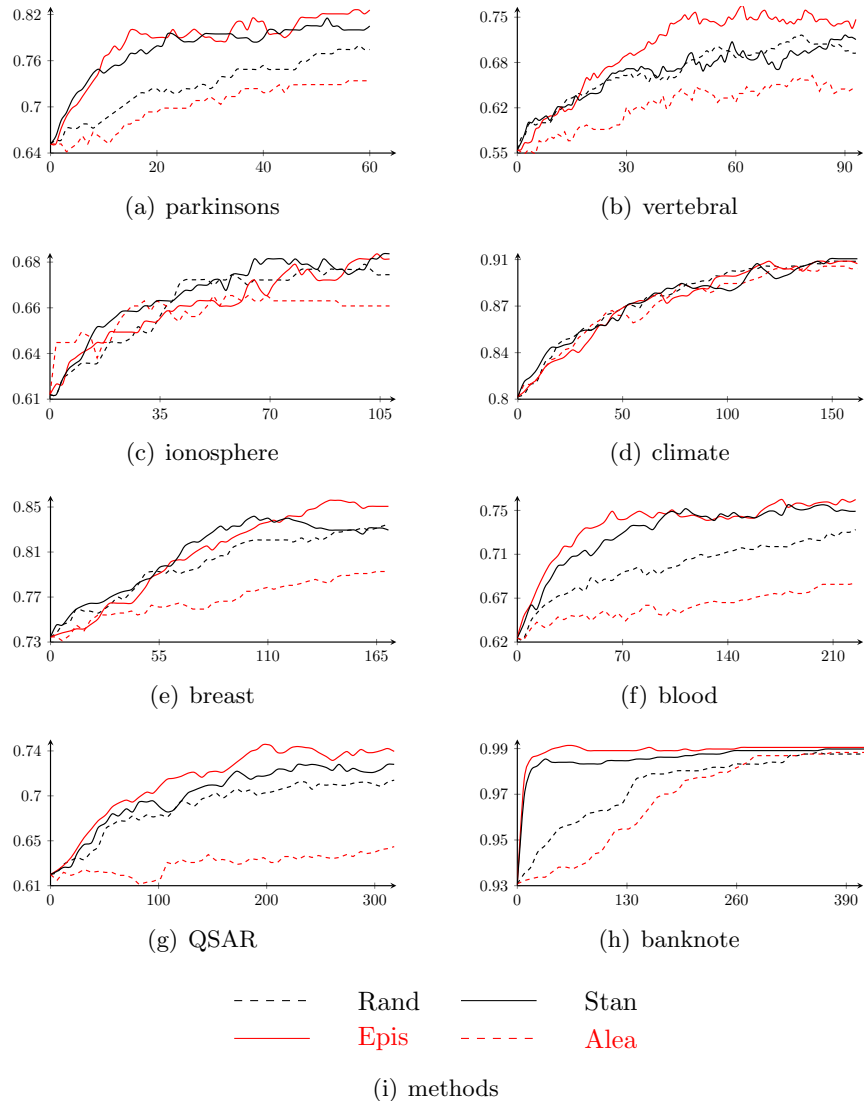 0.82
0.76
0.7
0.64
0 20 40 60
(a) parkinsons
0.75
0.68
0.62
0.55
0 30 60 90
(b) vertebral
0.68
0.66
0.64
0.61
0 35 70 105
(c) ionosphere
0.91
0.87
0.84
0.8
0 50 100 150
(d) climate
0.85
0.81
0.77
0.73
0 55 110 165
(e) breast
0.75
0.71
0.67
0.62
0 70 140 210
(f) blood
0.74
0.7
0.65
0.61
0 100 200 300
(g) QSAR
0.99
0.97
0.95
0.93
0 130 260 390
(h) banknote
Rand Stan
Epis Alea
(i) methods